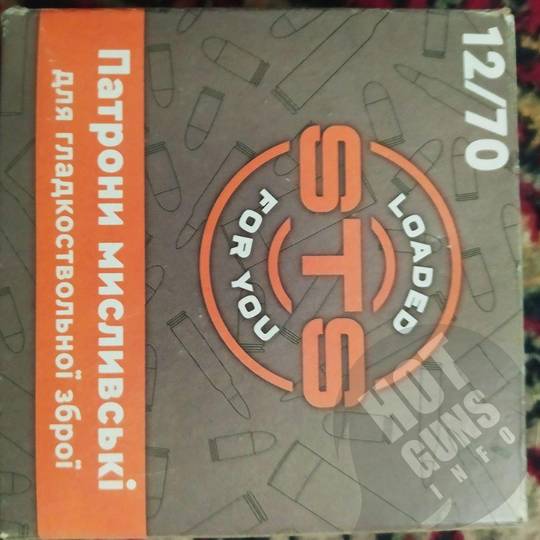 12/70
LOADED
STS
FOR YOU
Патрони мисливські
для гладкоствольної зброї
HOT
GUNS
INFO